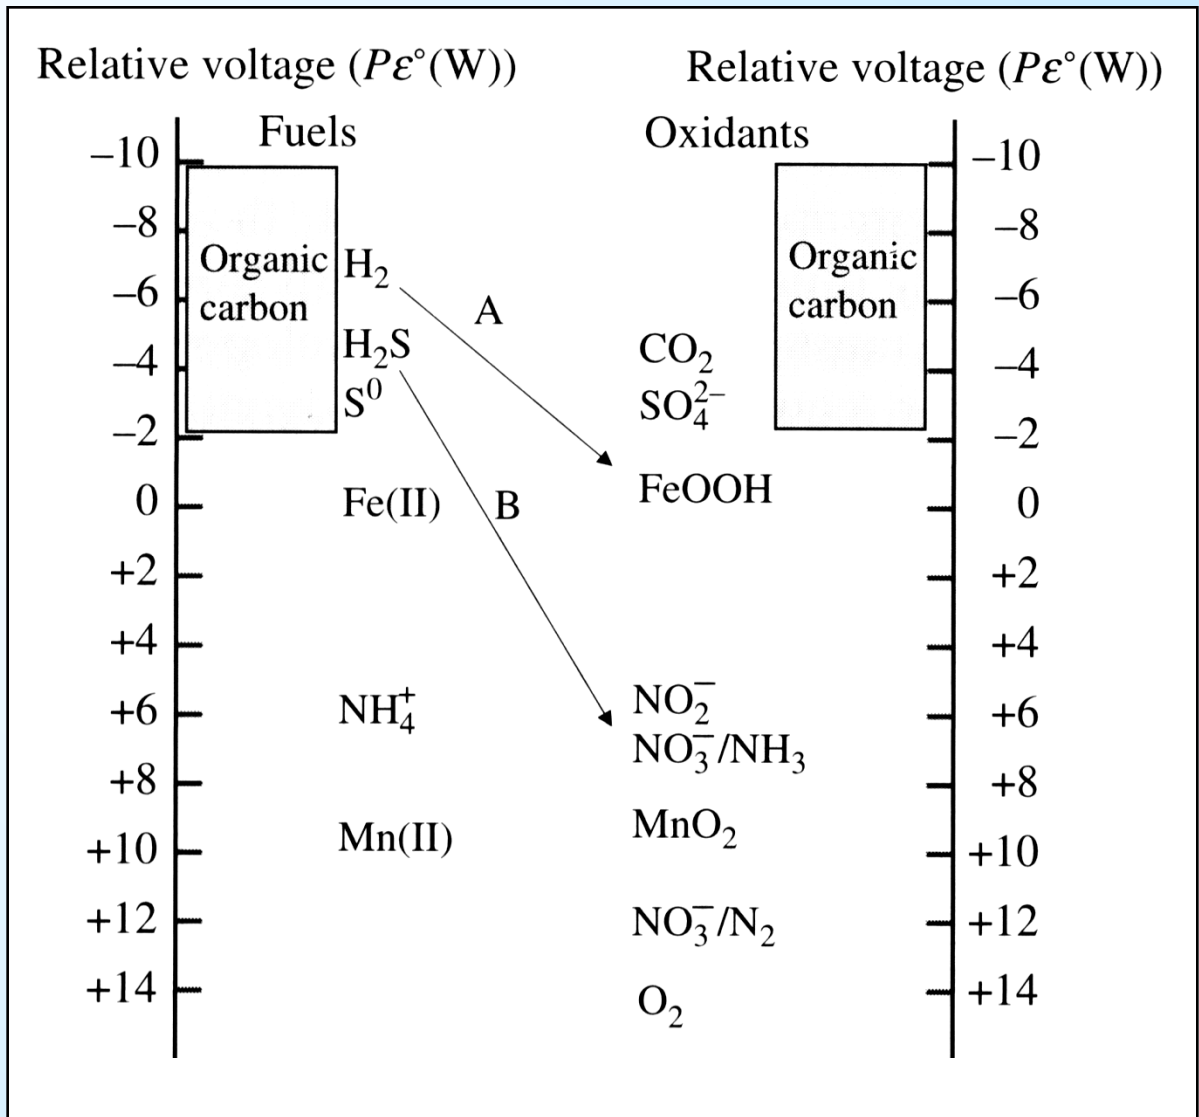 Relative voltage (Pε°(W))
Relative voltage (Pε°(W))
Fuels
Oxidants
–10
–8
–6
–4
–2
0
+2
+4
+6
+8
+10
+12
+14
Organic
carbon
H₂
H₂S
S⁰
Fe(II)
NH₄⁺
Mn(II)
A
B
CO₂
SO₄²⁻
FeOOH
NO₂⁻
NO₃⁻/NH₃
MnO₂
NO₃⁻/N₂
O₂
Organic
carbon
–10
–8
–6
–4
–2
0
+2
+4
+6
+8
+10
+12
+14